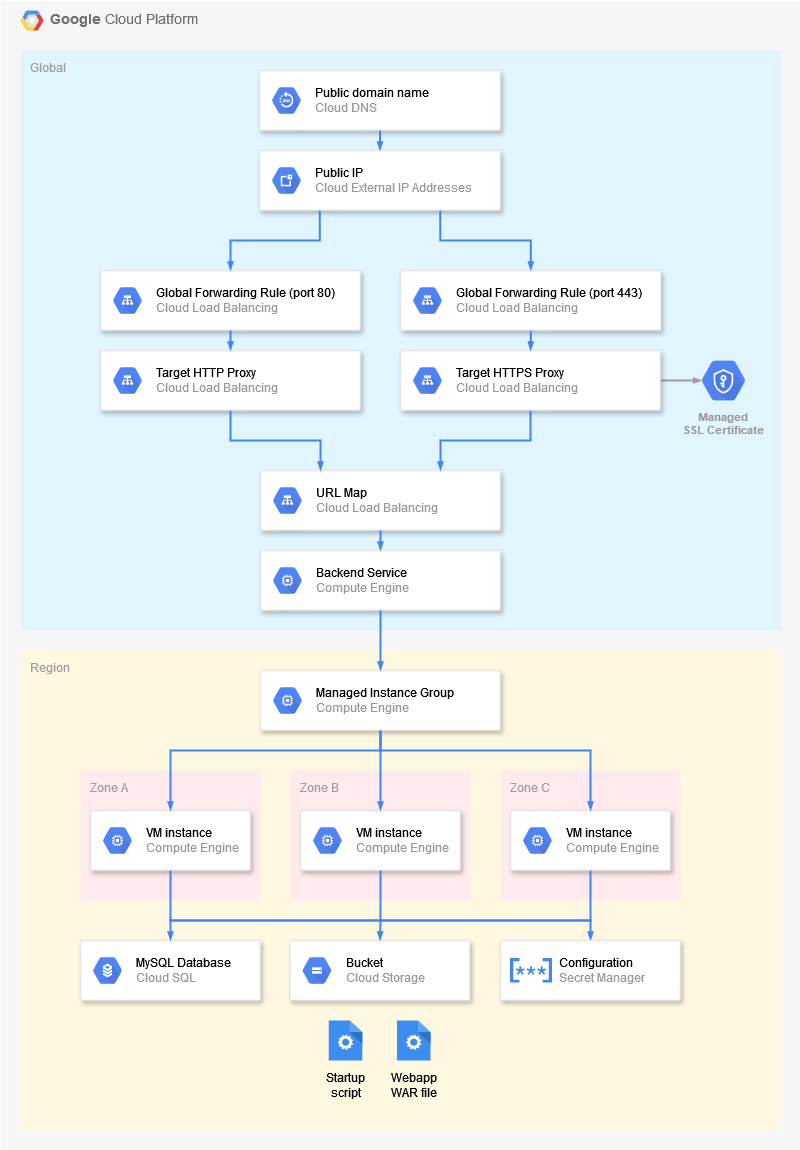 Google Cloud Platform
Global
Public domain name
Cloud DNS
Public IP
Cloud External IP Addresses
Global Forwarding Rule (port 80)
Cloud Load Balancing
Global Forwarding Rule (port 443)
Cloud Load Balancing
Target HTTP Proxy
Cloud Load Balancing
Target HTTPS Proxy
Cloud Load Balancing
Managed
SSL Certificate
URL Map
Cloud Load Balancing
Backend Service
Compute Engine
Region
Managed Instance Group
Compute Engine
Zone A
VM instance
Compute Engine
Zone B
VM instance
Compute Engine
Zone C
VM instance
Compute Engine
MySQL Database
Cloud SQL
Bucket
Cloud Storage
[***]
Configuration
Secret Manager
Startup
script
Webapp
WAR file